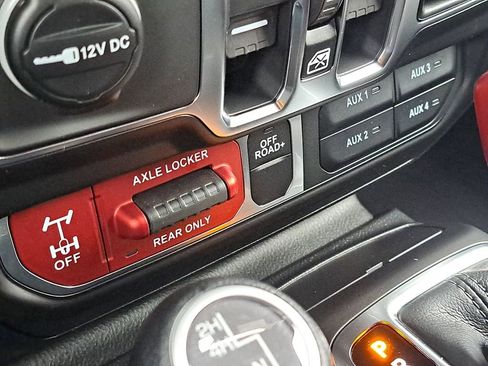 12V DC
AUX 1
AUX 3
AUX 2
AUX 4
OFF
ROAD+
AXLE LOCKER
REAR ONLY
OFF
2H
4H
N
P
R